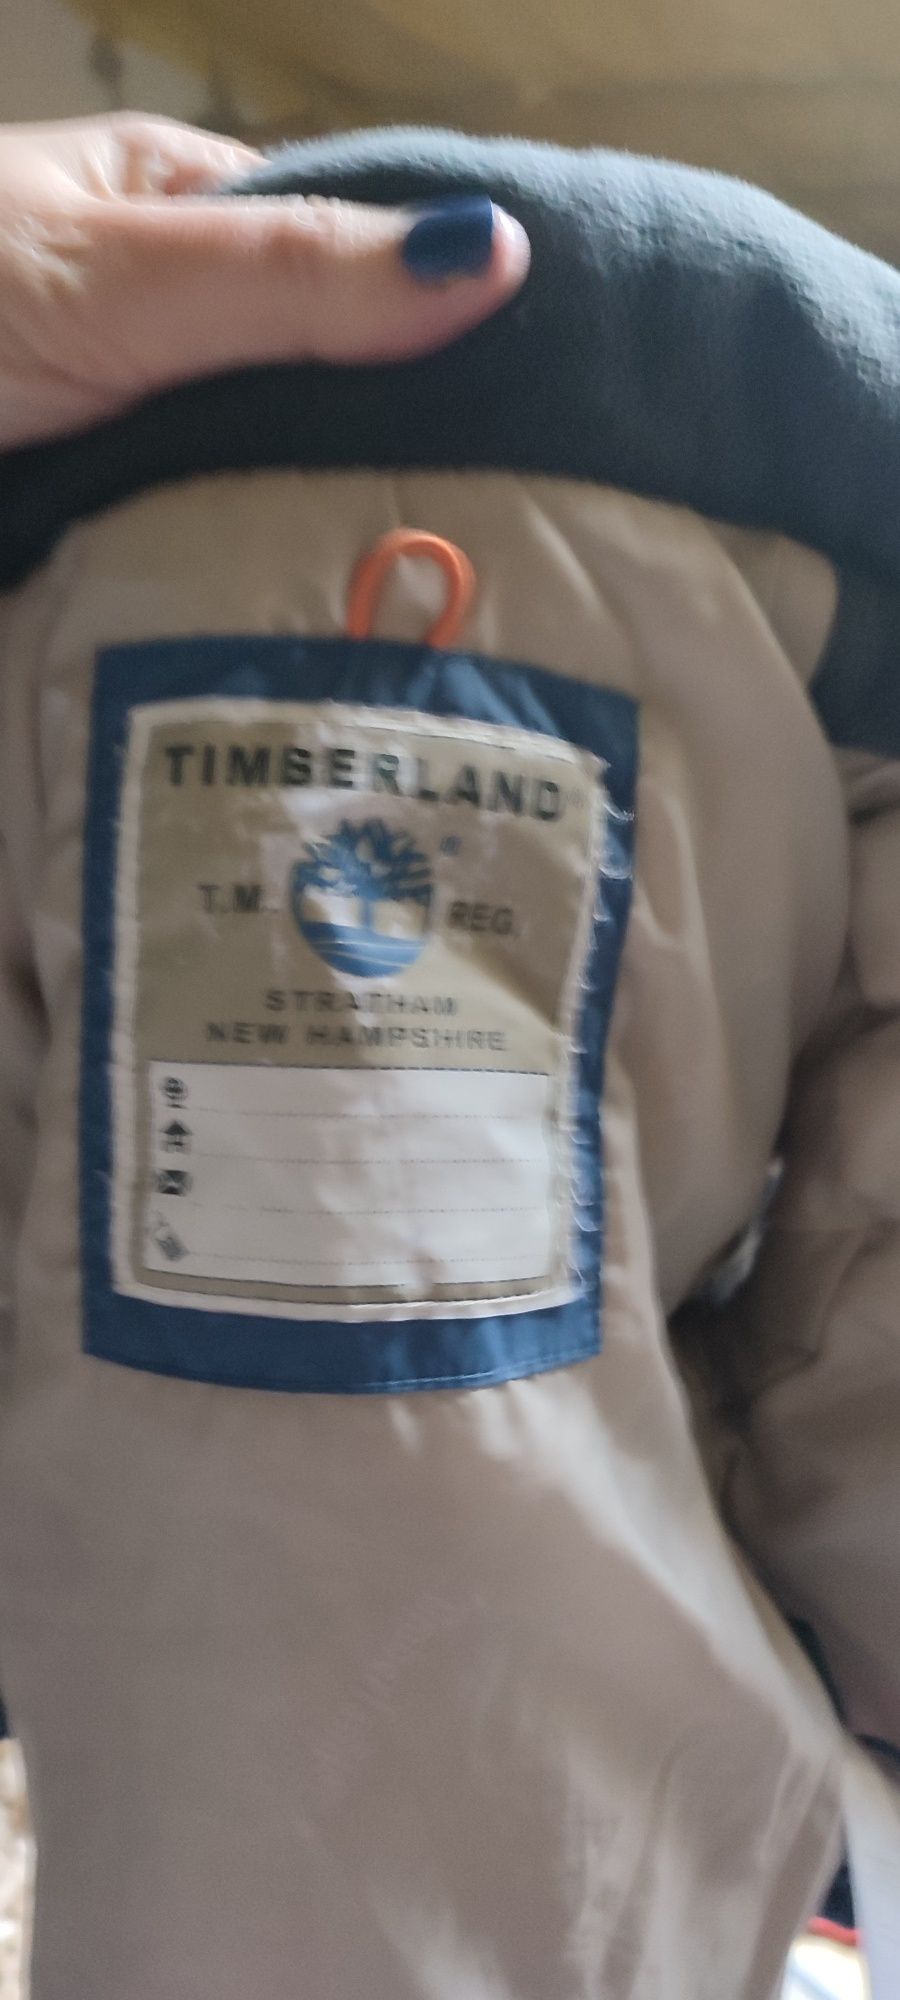 TIMBERLAND®
T.M. ® REG.
STRATHAM
NEW HAMPSHIRE